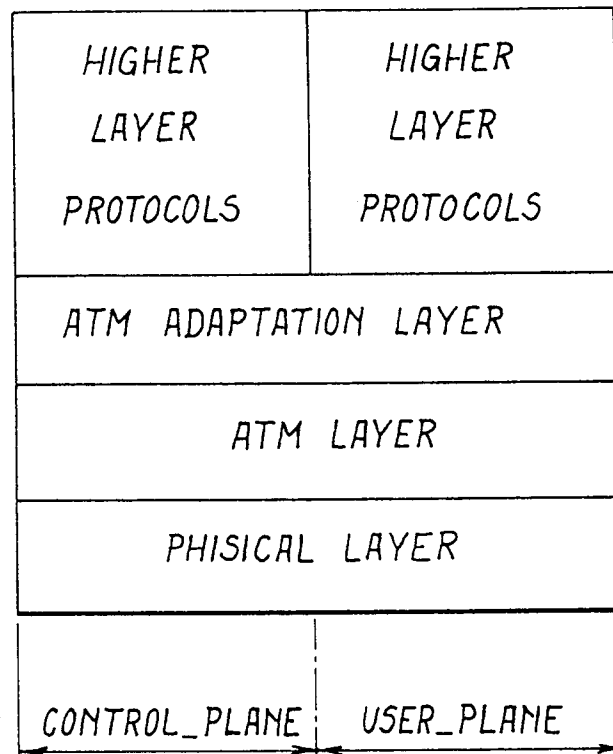 HIGHER
LAYER
PROTOCOLS
HIGHER
LAYER
PROTOCOLS
ATM ADAPTATION LAYER
ATM LAYER
PHISICAL LAYER
CONTROL_PLANE
USER_PLANE